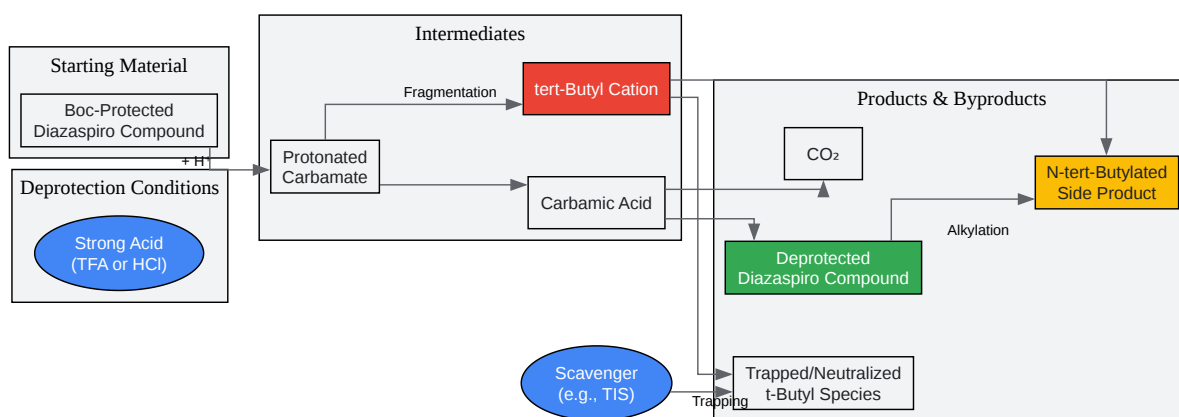 Starting Material
Boc-Protected
Diazaspiro Compound
+ H⁺
Deprotection Conditions
Strong Acid
(TFA or HCl)
Intermediates
Fragmentation
tert-Butyl Cation
Protonated
Carbamate
Carbamic Acid
Products & Byproducts
CO₂
N-tert-Butylated
Side Product
Alkylation
Deprotected
Diazaspiro Compound
Scavenger
(e.g., TIS)
Trapping
Trapped/Neutralized
t-Butyl Species